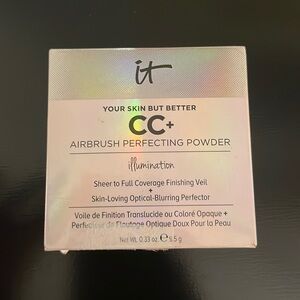 it
YOUR SKIN BUT BETTER
CC+
AIRBRUSH PERFECTING POWDER
illumination
Sheer to Full Coverage Finishing Veil
+
Skin-Loving Optical-Blurring Perfector
Voile de Finition Translucide ou Coloré Opaque +
Perfecteur de Floutage Optique Doux Pour la Peau
Net Wt. 0.33 oz. ℮ 9.5 g